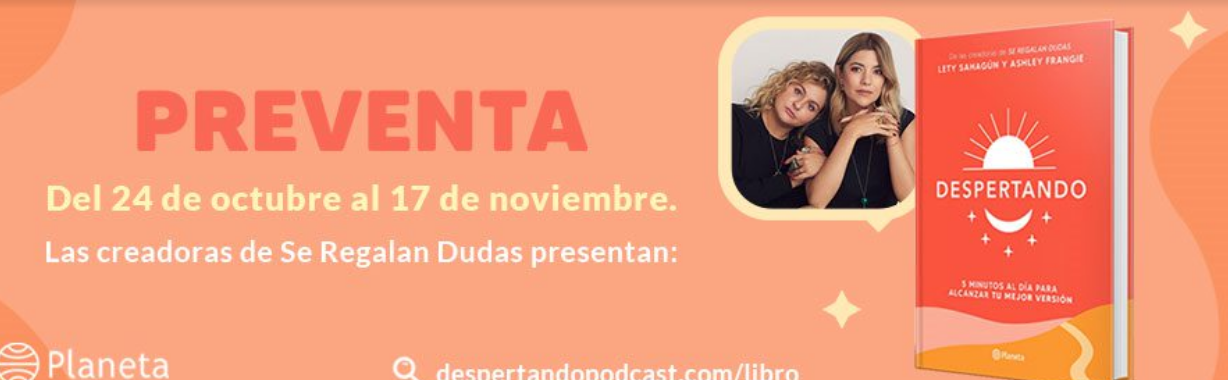 PREVENTA
Del 24 de octubre al 17 de noviembre.
Las creadoras de Se Regalan Dudas presentan:
Planeta
despertandopodcast.com/libro
De las creadoras de SE REGALAN DUDAS
LETY SAHAGÚN Y ASHLEY FRANGIE
DESPERTANDO
5 MINUTOS AL DÍA PARA
ALCANZAR TU MEJOR VERSIÓN
Planeta